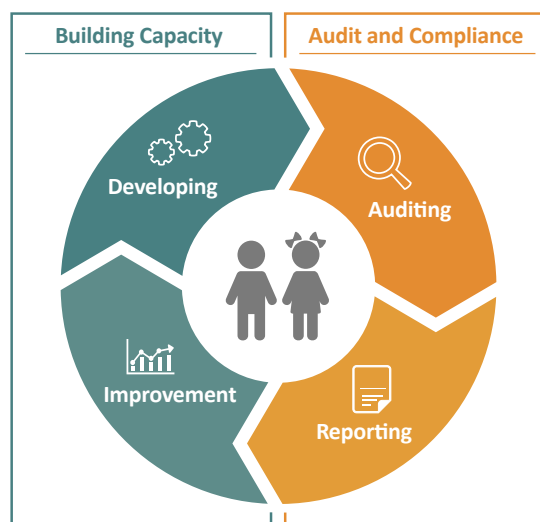 Building Capacity
Audit and Compliance
Developing
Auditing
Improvement
Reporting